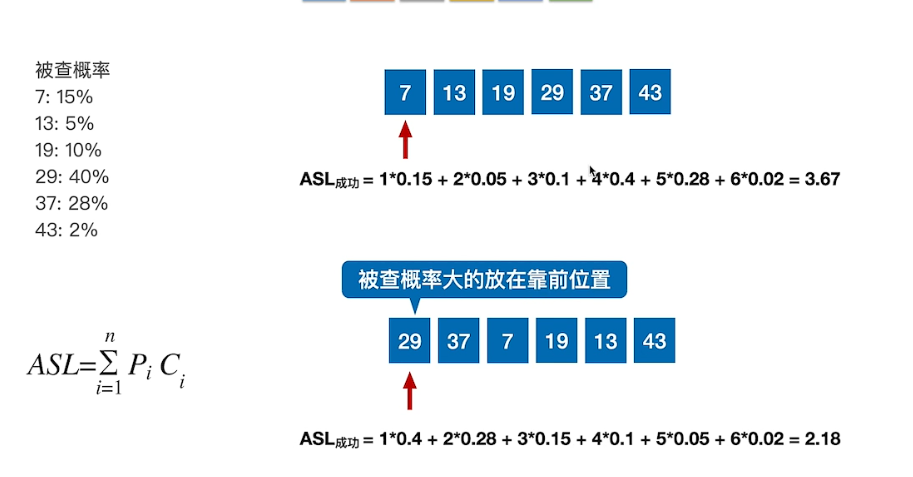 被查概率
7: 15%
13: 5%
19: 10%
29: 40%
37: 28%
43: 2%
7 13 19 29 37 43
ASL成功 = 1*0.15 + 2*0.05 + 3*0.1 + 4*0.4 + 5*0.28 + 6*0.02 = 3.67
被查概率大的放在靠前位置
29 37 7 19 13 43
ASL=∑ⁿᵢ₌₁ Pᵢ Cᵢ
ASL成功 = 1*0.4 + 2*0.28 + 3*0.15 + 4*0.1 + 5*0.05 + 6*0.02 = 2.18